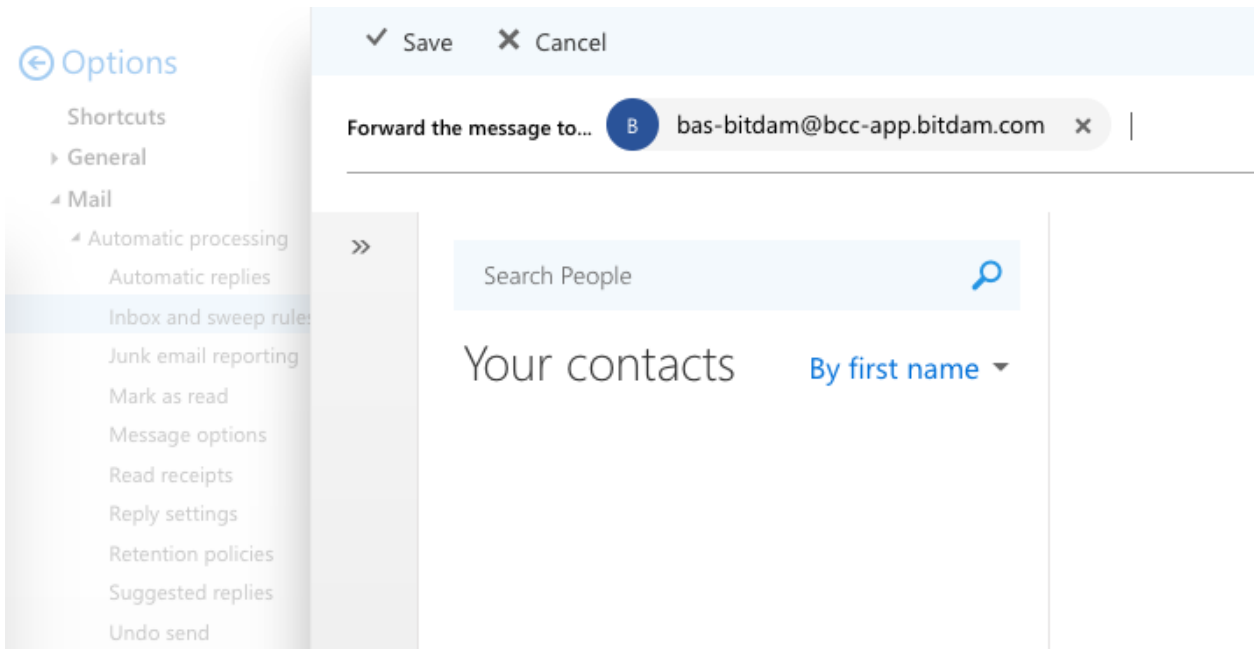 Options
Shortcuts
General
Mail
Automatic processing
Automatic replies
Inbox and sweep rules
Junk email reporting
Mark as read
Message options
Read receipts
Reply settings
Retention policies
Suggested replies
Undo send
Save Cancel
Forward the message to... B bas-bitdam@bcc-app.bitdam.com
Search People
Your contacts By first name